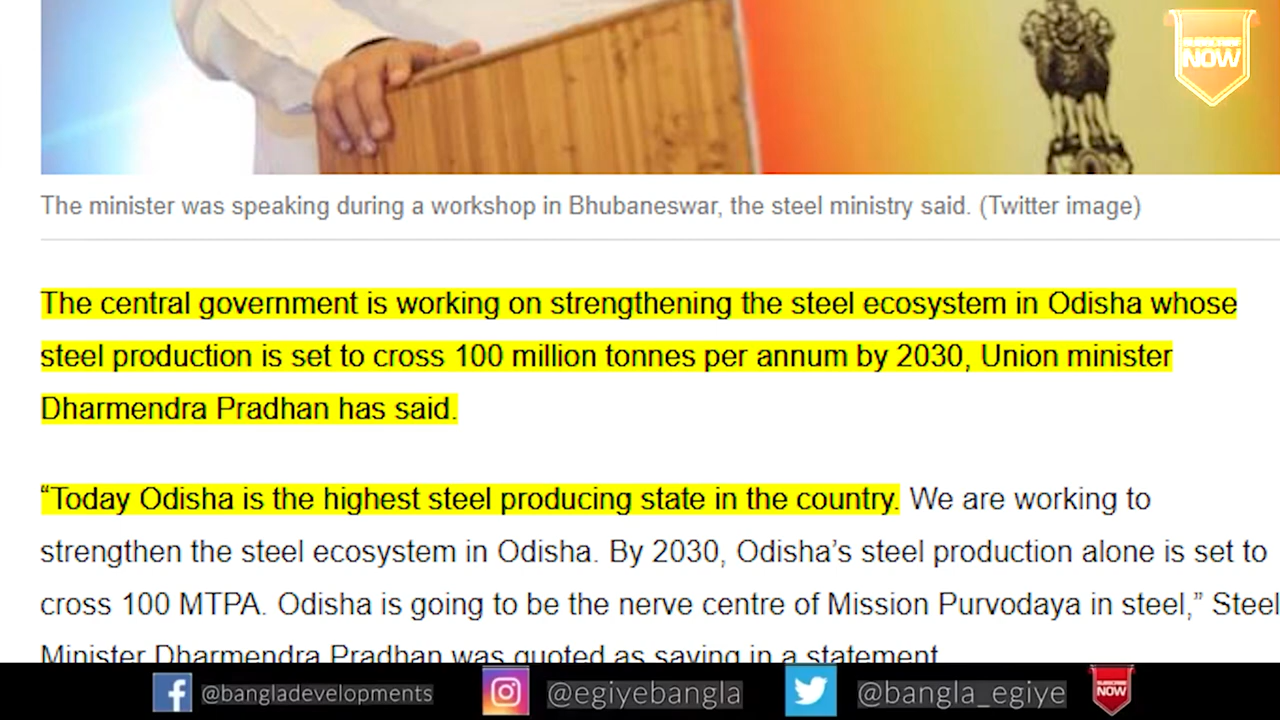 SUBSCRIBE
NOW
The minister was speaking during a workshop in Bhubaneswar, the steel ministry said. (Twitter image)
The central government is working on strengthening the steel ecosystem in Odisha whose
steel production is set to cross 100 million tonnes per annum by 2030, Union minister
Dharmendra Pradhan has said.
“Today Odisha is the highest steel producing state in the country. We are working to
strengthen the steel ecosystem in Odisha. By 2030, Odisha’s steel production alone is set to
cross 100 MTPA. Odisha is going to be the nerve centre of Mission Purvodaya in steel,” Steel
Minister Dharmendra Pradhan was quoted as saying in a statement
@bangladevelopments @egiyebangla @bangla_egiye NOW